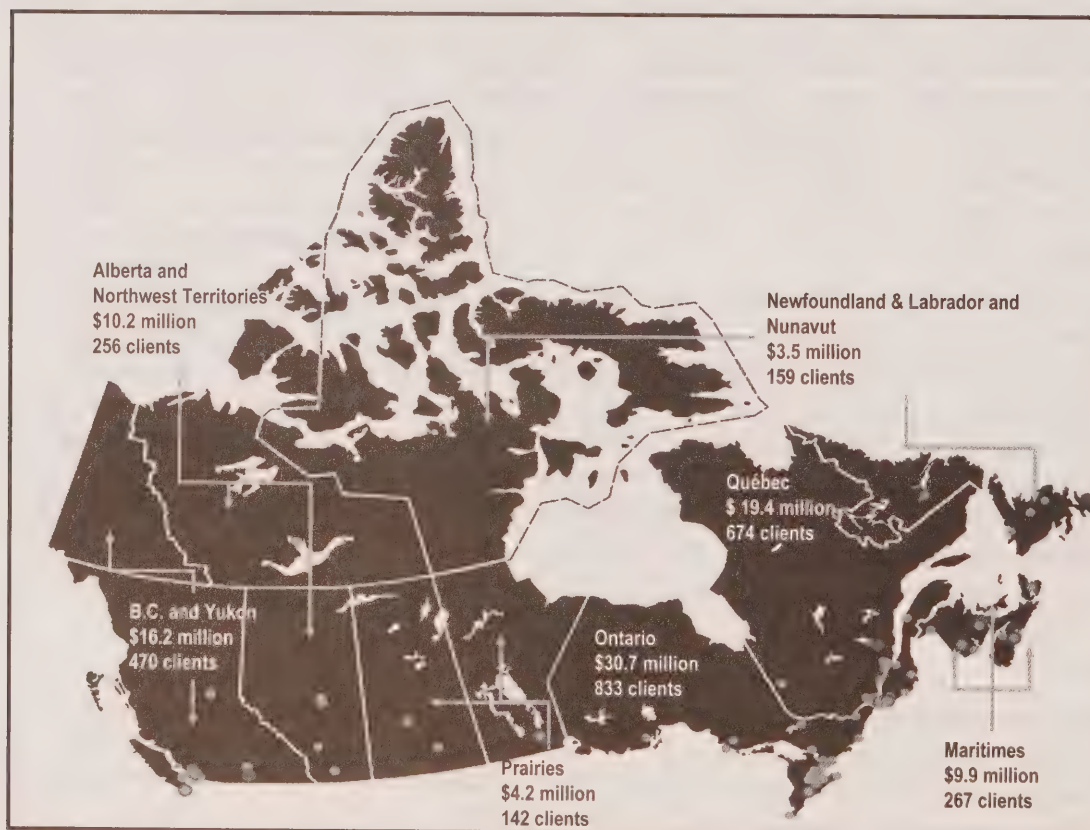 Alberta and
Northwest Territories
$10.2 million
256 clients
Newfoundland & Labrador and
Nunavut
$3.5 million
159 clients
Québec
$ 19.4 million
674 clients
B.C. and Yukon
$16.2 million
470 clients
Ontario
$30.7 million
833 clients
Prairies
$4.2 million
142 clients
Maritimes
$9.9 million
267 clients